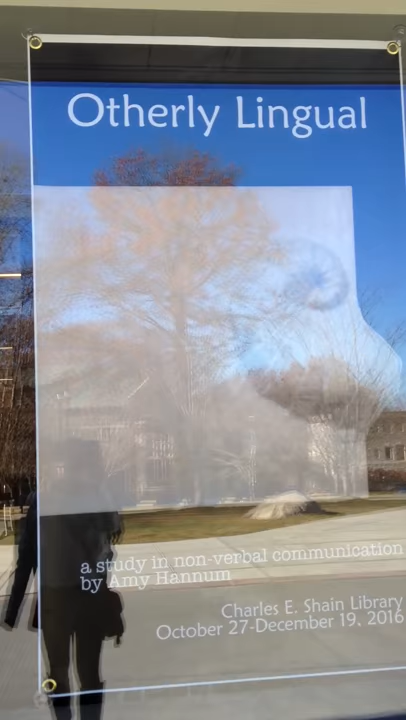 Otherly Lingual
a study in non-verbal communication
by Amy Hannum
Charles E. Shain Library
October 27-December 19, 2016